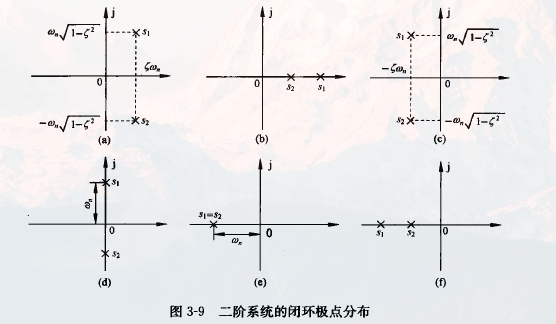 j j j
ωn√1−ζ² s1 s1 ωn√1−ζ²
ζωn −ζωn
0 0 s2 s1 0
−ωn√1−ζ² s2 s2 −ωn√1−ζ²
(a) (b) (c)
j j j
s1
ωn s1=s2
0 ωn 0 s1 s2 0
s2
(d) (e) (f)
图 3-9 二阶系统的闭环极点分布